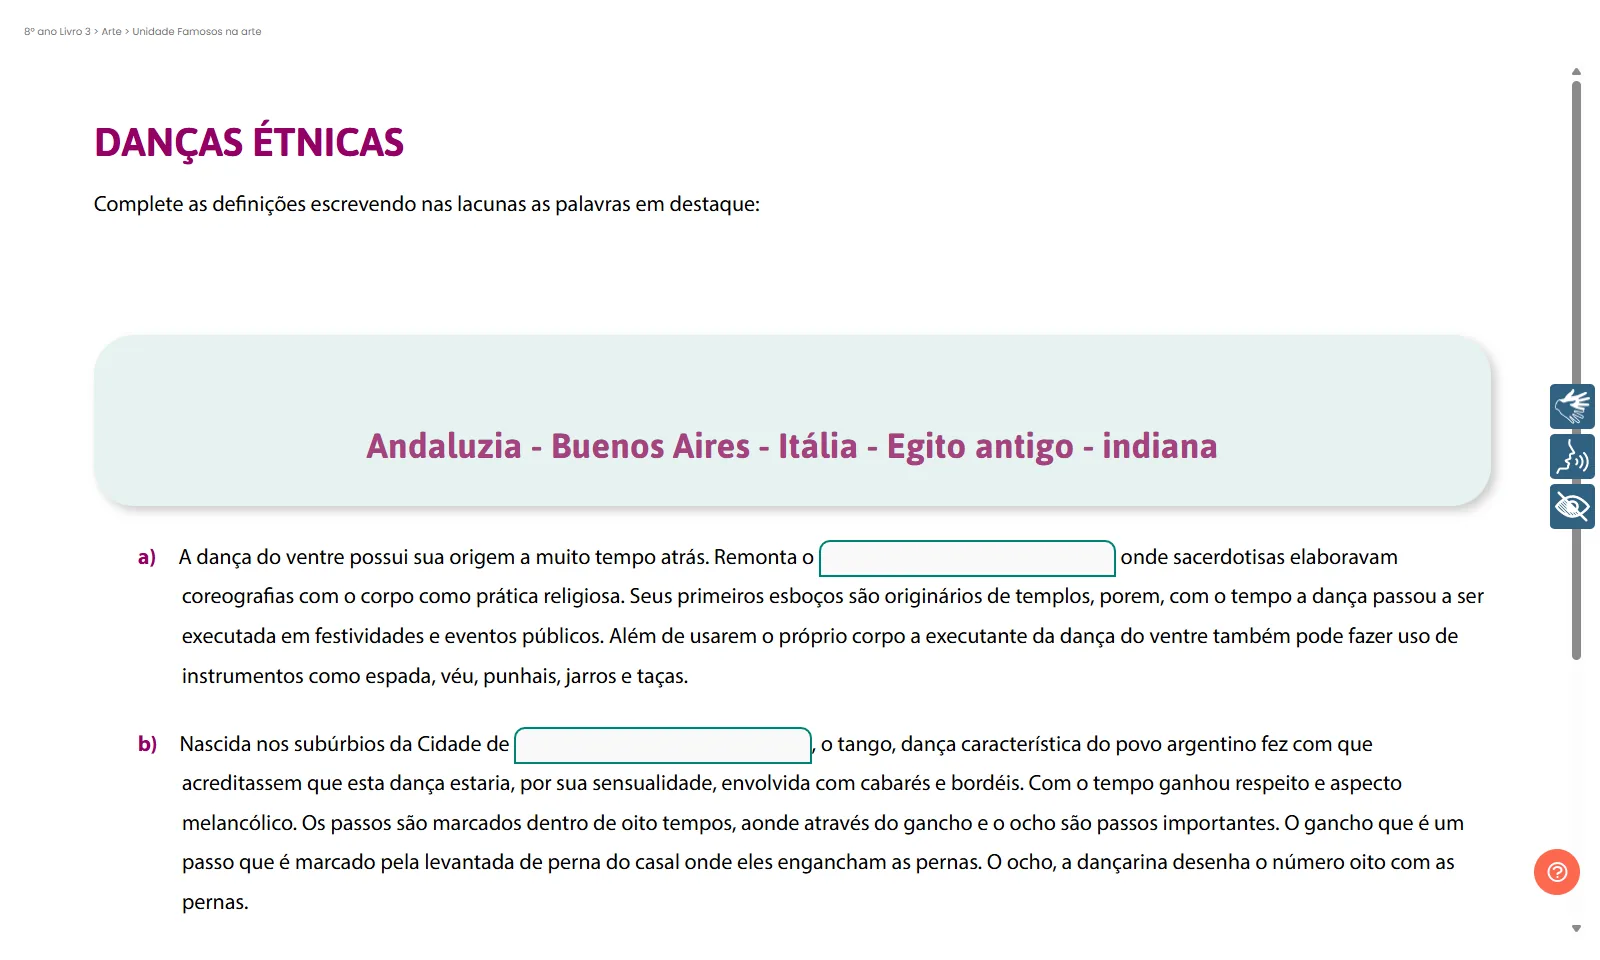 8º ano Livro 3 > Arte > Unidade Famosos na arte
DANÇAS ÉTNICAS
Complete as definições escrevendo nas lacunas as palavras em destaque:
Andaluzia - Buenos Aires - Itália - Egito antigo - indiana
a) A dança do ventre possui sua origem a muito tempo atrás. Remonta o onde sacerdotisas elaboravam
coreografias com o corpo como prática religiosa. Seus primeiros esboços são originários de templos, porem, com o tempo a dança passou a ser
executada em festividades e eventos públicos. Além de usarem o próprio corpo a executante da dança do ventre também pode fazer uso de
instrumentos como espada, véu, punhais, jarros e taças.
b) Nascida nos subúrbios da Cidade de , o tango, dança característica do povo argentino fez com que
acreditassem que esta dança estaria, por sua sensualidade, envolvida com cabarés e bordéis. Com o tempo ganhou respeito e aspecto
melancólico. Os passos são marcados dentro de oito tempos, aonde através do gancho e o ocho são passos importantes. O gancho que é um
passo que é marcado pela levantada de perna do casal onde eles engancham as pernas. O ocho, a dançarina desenha o número oito com as
pernas.